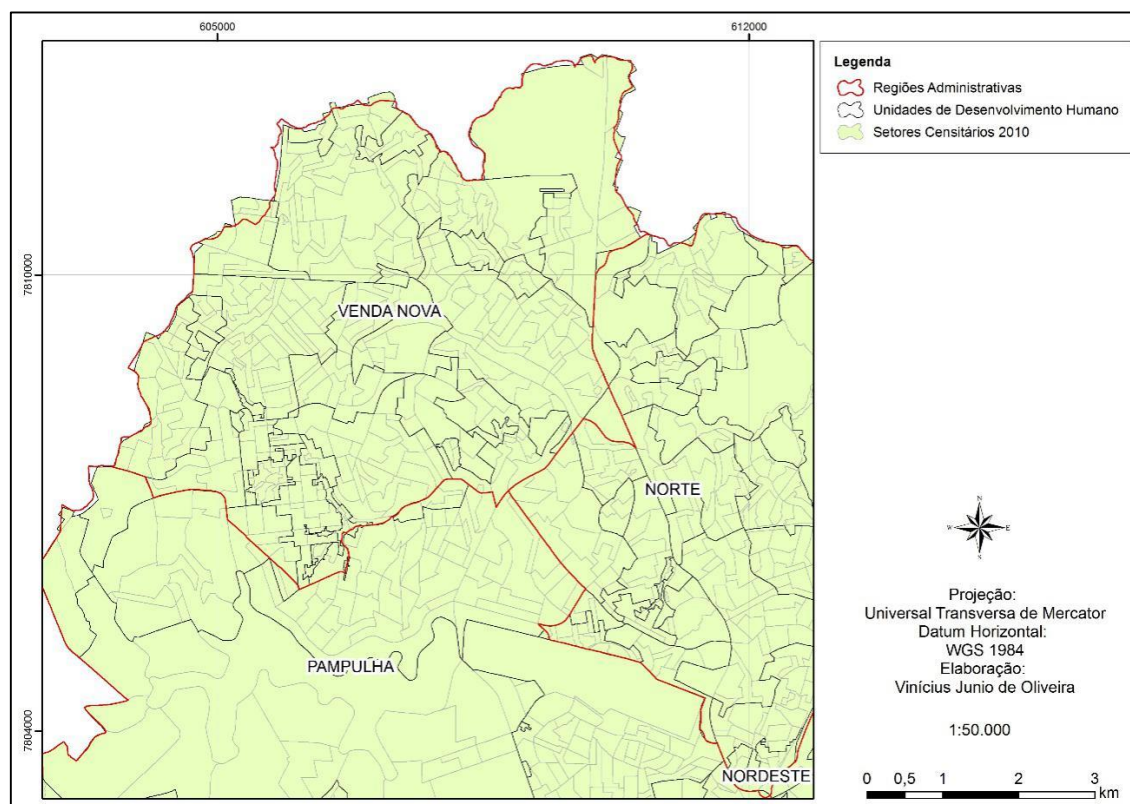 605000
612000
7810000
7804000
VENDA NOVA
NORTE
PAMPULHA
NORDESTE
Legenda
Regiões Administrativas
Unidades de Desenvolvimento Humano
Setores Censitários 2010
N
W
E
S
Projeção:
Universal Transversa de Mercator
Datum Horizontal:
WGS 1984
Elaboração:
Vinícius Junio de Oliveira
1:50.000
0 0,5 1 2 3
km